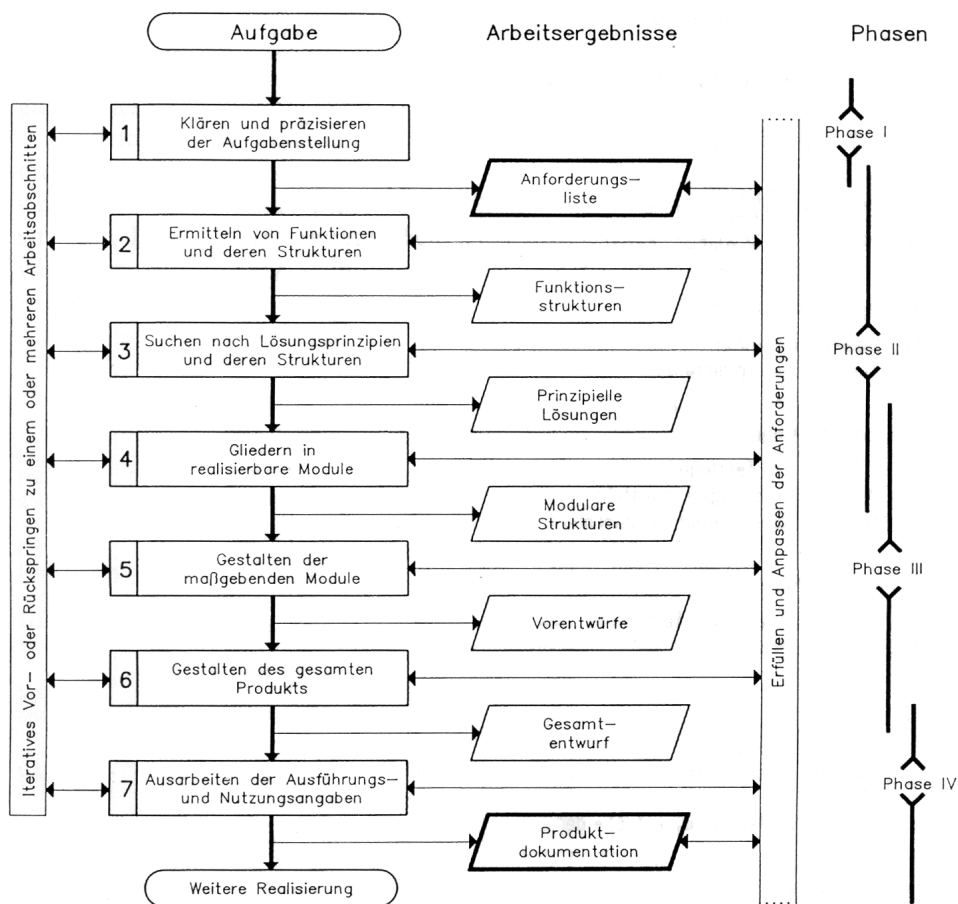 Aufgabe
Arbeitsergebnisse
Phasen
Iteratives Vor– oder Rückspringen zu einem oder mehreren Arbeitsabschnitten
1
Klären und präzisieren
der Aufgabenstellung
Phase I
Anforderungs–
liste
2
Ermitteln von Funktionen
und deren Strukturen
Funktions–
strukturen
3
Suchen nach Lösungsprinzipien
und deren Strukturen
Phase II
Erfüllen und Anpassen der Anforderungen
Prinzipielle
Lösungen
4
Gliedern in
realisierbare Module
Modulare
Strukturen
5
Gestalten der
maßgebenden Module
Phase III
Vorentwürfe
6
Gestalten des gesamten
Produkts
Gesamt–
entwurf
7
Ausarbeiten der Ausführungs–
und Nutzungsangaben
Phase IV
Produkt–
dokumentation
Weitere Realisierung